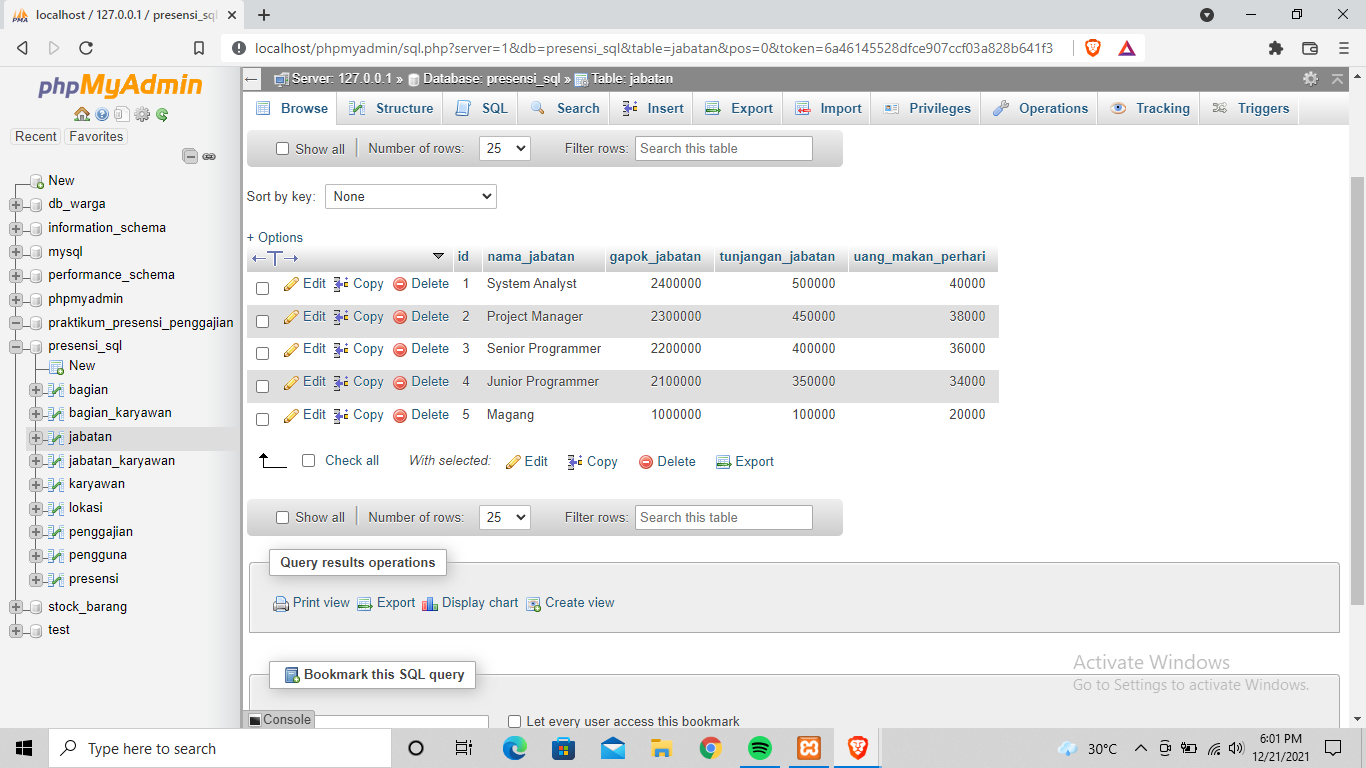 localhost / 127.0.0.1 / presensi_sql
localhost/phpmyadmin/sql.php?server=1&db=presensi_sql&table=jabatan&pos=0&token=6a46145528dfce907ccf03a828b641f3
phpMyAdmin
Recent Favorites
New
db_warga
information_schema
mysql
performance_schema
phpmyadmin
praktikum_presensi_penggajian
presensi_sql
New
bagian
bagian_karyawan
jabatan
jabatan_karyawan
karyawan
lokasi
penggajian
pengguna
presensi
stock_barang
test
Server: 127.0.0.1 » Database: presensi_sql » Table: jabatan
Browse Structure SQL Search Insert Export Import Privileges Operations Tracking Triggers
Show all Number of rows: 25 Filter rows: Search this table
Sort by key: None
+ Options
←T→ id nama_jabatan gapok_jabatan tunjangan_jabatan uang_makan_perhari
Edit Copy Delete 1 System Analyst 2400000 500000 40000
Edit Copy Delete 2 Project Manager 2300000 450000 38000
Edit Copy Delete 3 Senior Programmer 2200000 400000 36000
Edit Copy Delete 4 Junior Programmer 2100000 350000 34000
Edit Copy Delete 5 Magang 1000000 100000 20000
Check all With selected: Edit Copy Delete Export
Show all Number of rows: 25 Filter rows: Search this table
Query results operations
Print view Export Display chart Create view
Bookmark this SQL query
Console
Let every user access this bookmark
Activate Windows
Go to Settings to activate Windows.
Type here to search
30°C
6:01 PM
12/21/2021